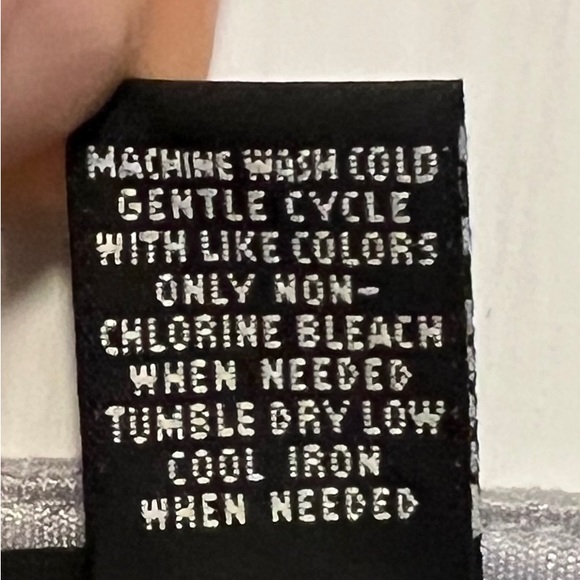 MACHINE WASH COLD
GENTLE CYCLE
WITH LIKE COLORS
ONLY NON-
CHLORINE BLEACH
WHEN NEEDED
TUMBLE DRY LOW
COOL IRON
WHEN NEEDED